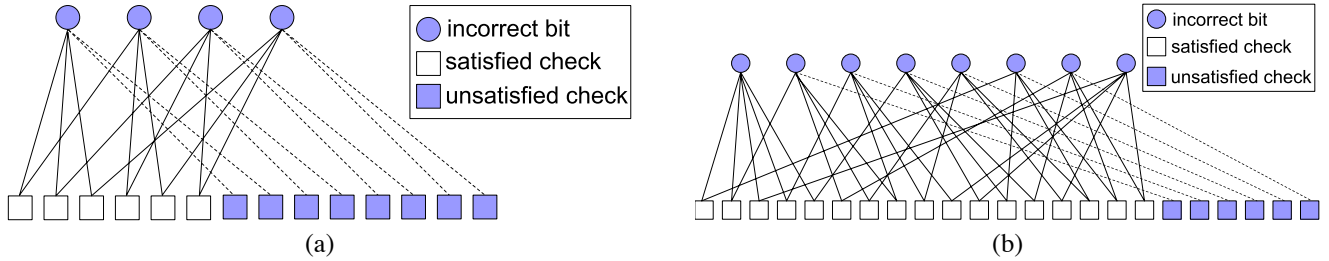 incorrect bit
satisfied check
unsatisfied check
(a)
incorrect bit
satisfied check
unsatisfied check
(b)